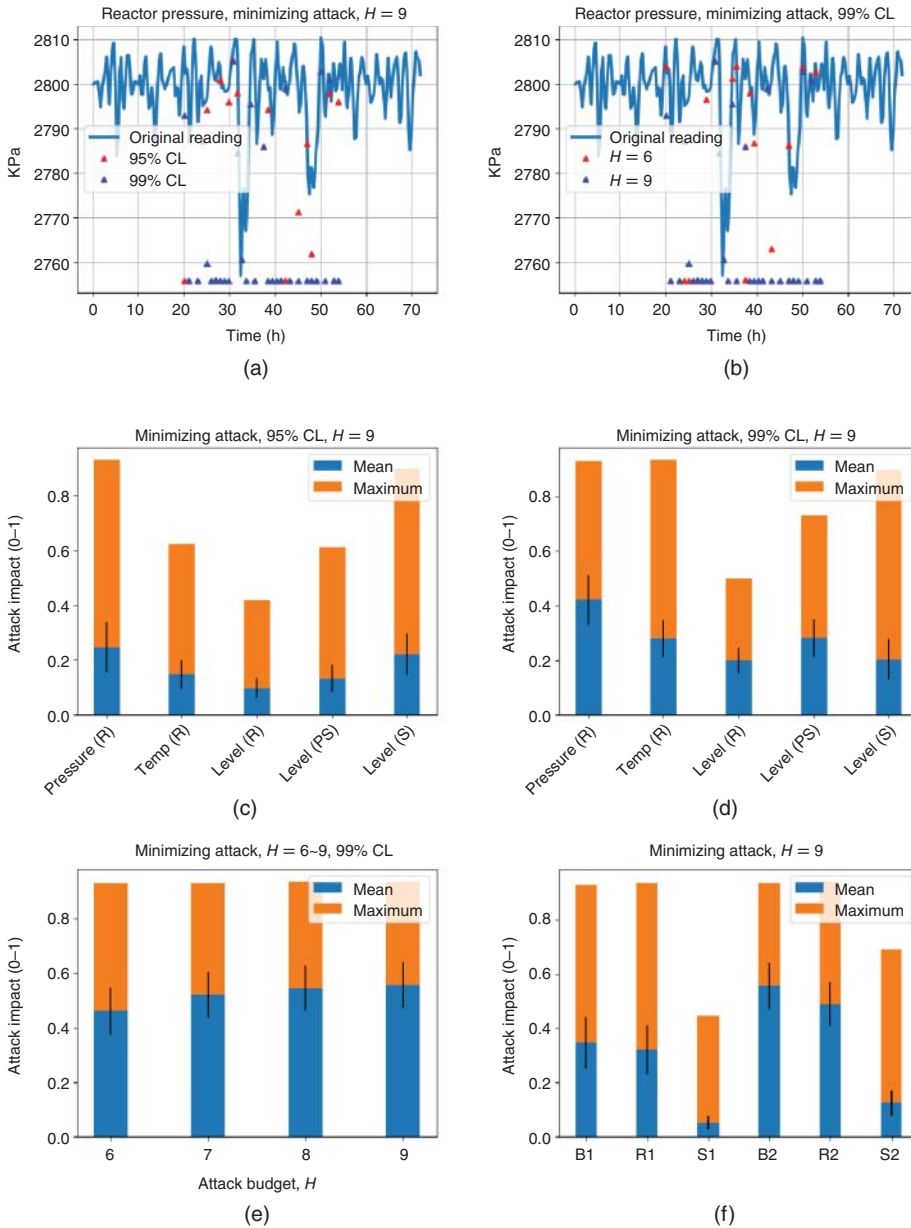 Reactor pressure, minimizing attack, H = 9
2810
2800
2790
2780
2770
2760
KPa
Original reading
95% CL
99% CL
0 10 20 30 40 50 60 70
Time (h)
(a)
Reactor pressure, minimizing attack, 99% CL
2810
2800
2790
2780
2770
2760
KPa
Original reading
H = 6
H = 9
0 10 20 30 40 50 60 70
Time (h)
(b)
Minimizing attack, 95% CL, H = 9
Mean
Maximum
0.8
0.6
0.4
0.2
0.0
Attack impact (0–1)
Pressure (R)
Temp (R)
Level (R)
Level (PS)
Level (S)
(c)
Minimizing attack, 99% CL, H = 9
Mean
Maximum
0.8
0.6
0.4
0.2
0.0
Attack impact (0–1)
Pressure (R)
Temp (R)
Level (R)
Level (PS)
Level (S)
(d)
Minimizing attack, H = 6~9, 99% CL
Mean
Maximum
0.8
0.6
0.4
0.2
0.0
Attack impact (0–1)
6 7 8 9
Attack budget, H
(e)
Minimizing attack, H = 9
Mean
Maximum
0.8
0.6
0.4
0.2
0.0
Attack impact (0–1)
B1 R1 S1 B2 R2 S2
(f)